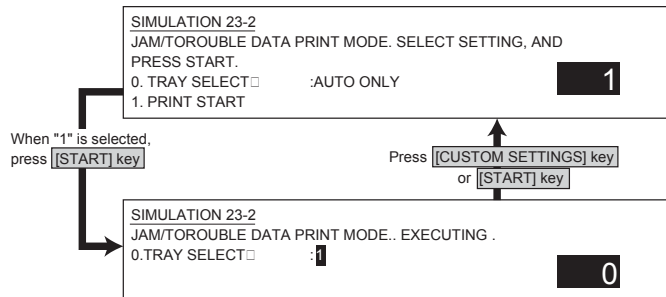 SIMULATION 23-2
JAM/TOROUBLE DATA PRINT MODE. SELECT SETTING, AND
PRESS START.
0. TRAY SELECT□ :AUTO ONLY
1. PRINT START
1
When "1" is selected,
press [START] key
Press [CUSTOM SETTINGS] key
or [START] key
SIMULATION 23-2
JAM/TOROUBLE DATA PRINT MODE.. EXECUTING .
0.TRAY SELECT□ :1
0